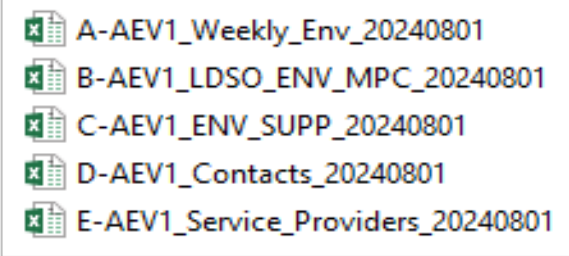 A-AEV1_Weekly_Env_20240801
B-AEV1_LDSO_ENV_MPC_20240801
C-AEV1_ENV_SUPP_20240801
D-AEV1_Contacts_20240801
E-AEV1_Service_Providers_20240801